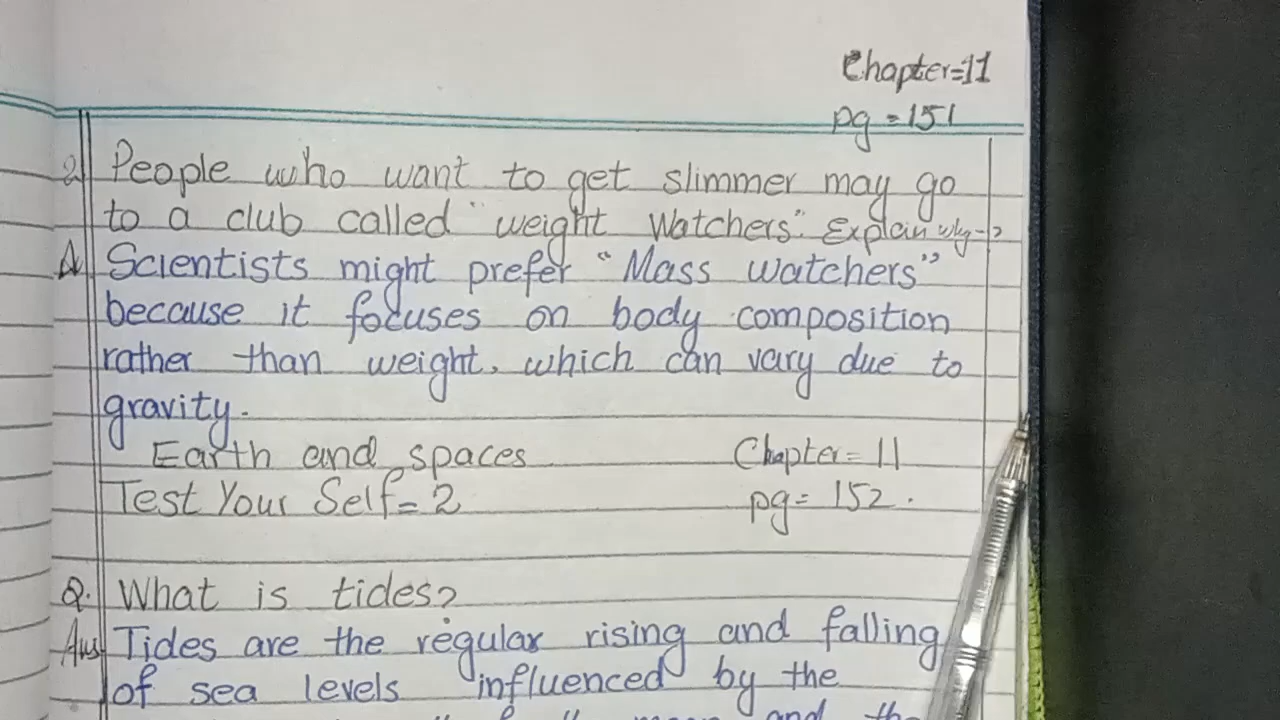 Chapter=11
pg=151
2 People who want to get slimmer may go
to a club called "weight Watchers". Explain why-?
A Scientists might prefer "Mass watchers"
because it focuses on body composition
rather than weight, which can vary due to
gravity.
Earth and spaces Chapter=11
Test Your Self=2 pg=152.
Q. What is tides?
Ans Tides are the regular rising and falling
of sea levels influenced by the
and the